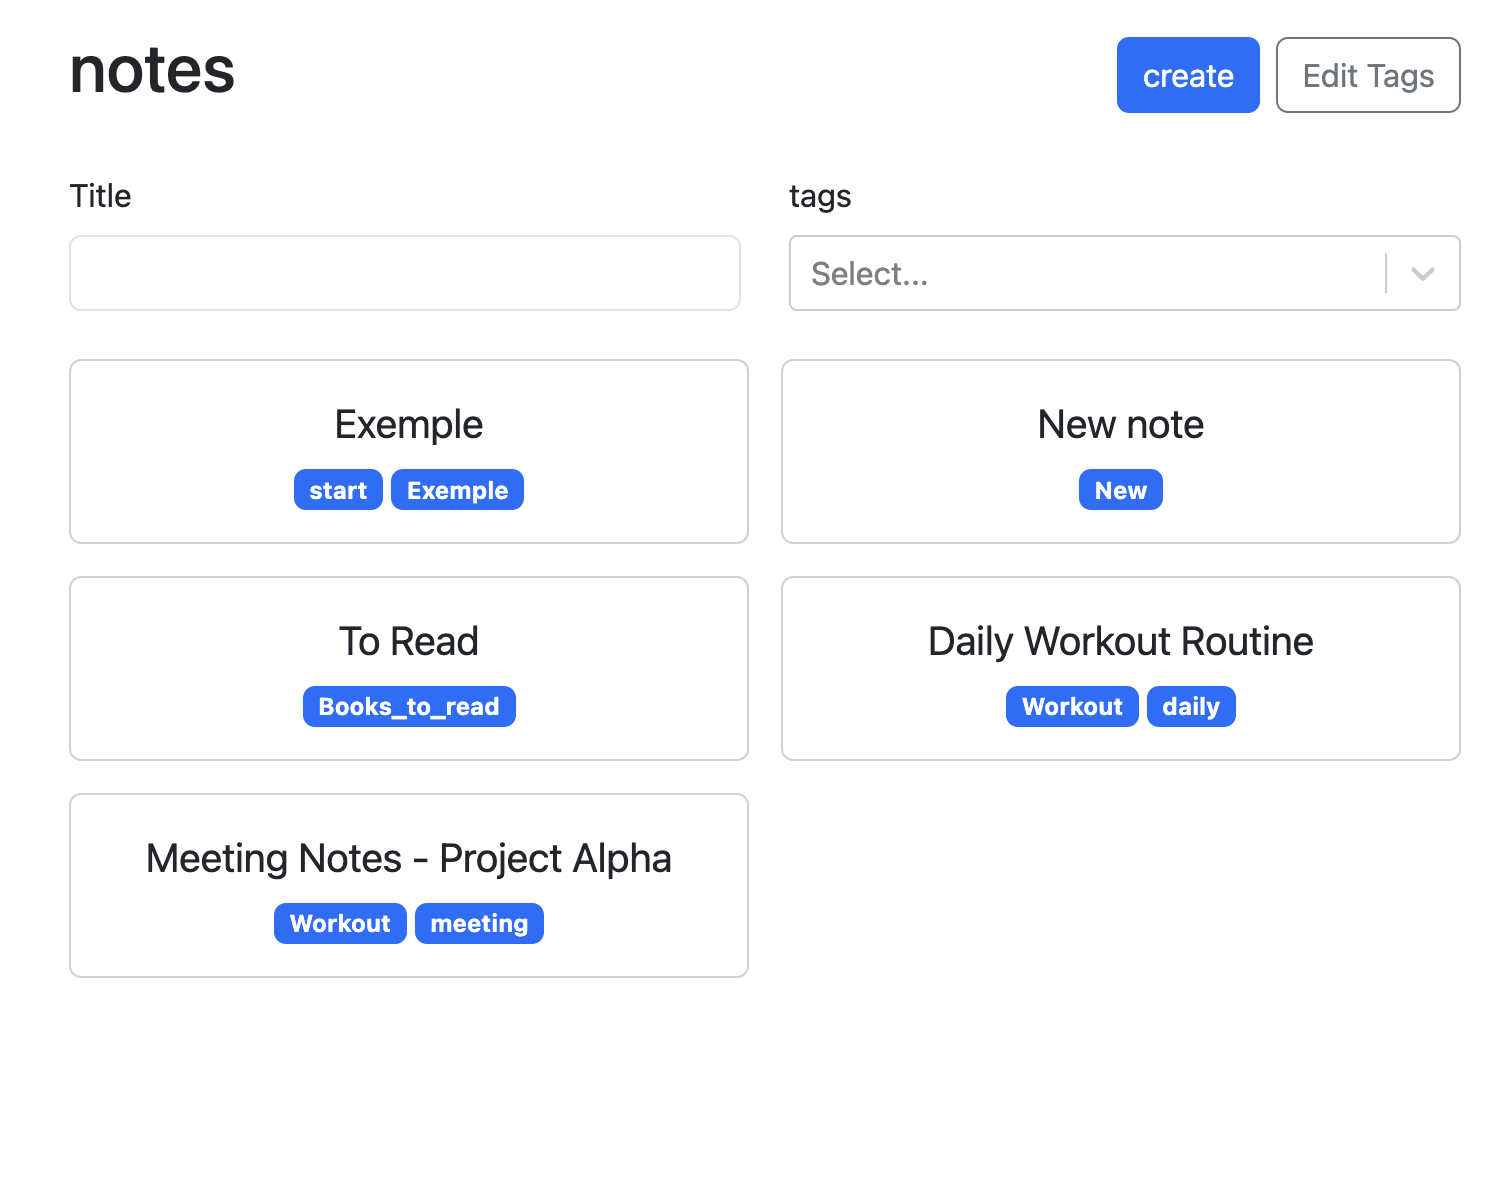 notes
create Edit Tags
Title
tags
Select...
Exemple
start Exemple
New note
New
To Read
Books_to_read
Daily Workout Routine
Workout daily
Meeting Notes - Project Alpha
Workout meeting